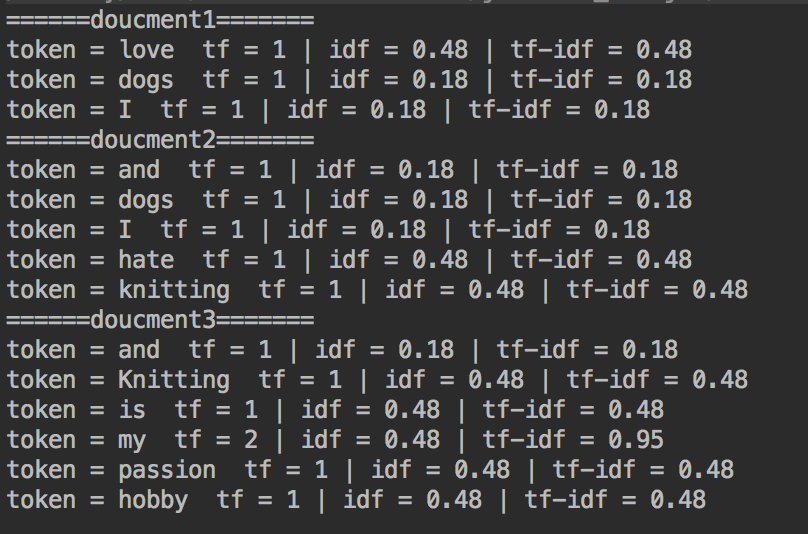 ======doucment1=======
token = love  tf = 1 | idf = 0.48 | tf-idf = 0.48
token = dogs  tf = 1 | idf = 0.18 | tf-idf = 0.18
token = I  tf = 1 | idf = 0.18 | tf-idf = 0.18
======doucment2=======
token = and  tf = 1 | idf = 0.18 | tf-idf = 0.18
token = dogs  tf = 1 | idf = 0.18 | tf-idf = 0.18
token = I  tf = 1 | idf = 0.18 | tf-idf = 0.18
token = hate  tf = 1 | idf = 0.48 | tf-idf = 0.48
token = knitting  tf = 1 | idf = 0.48 | tf-idf = 0.48
======doucment3=======
token = and  tf = 1 | idf = 0.18 | tf-idf = 0.18
token = Knitting  tf = 1 | idf = 0.48 | tf-idf = 0.48
token = is  tf = 1 | idf = 0.48 | tf-idf = 0.48
token = my  tf = 2 | idf = 0.48 | tf-idf = 0.95
token = passion  tf = 1 | idf = 0.48 | tf-idf = 0.48
token = hobby  tf = 1 | idf = 0.48 | tf-idf = 0.48